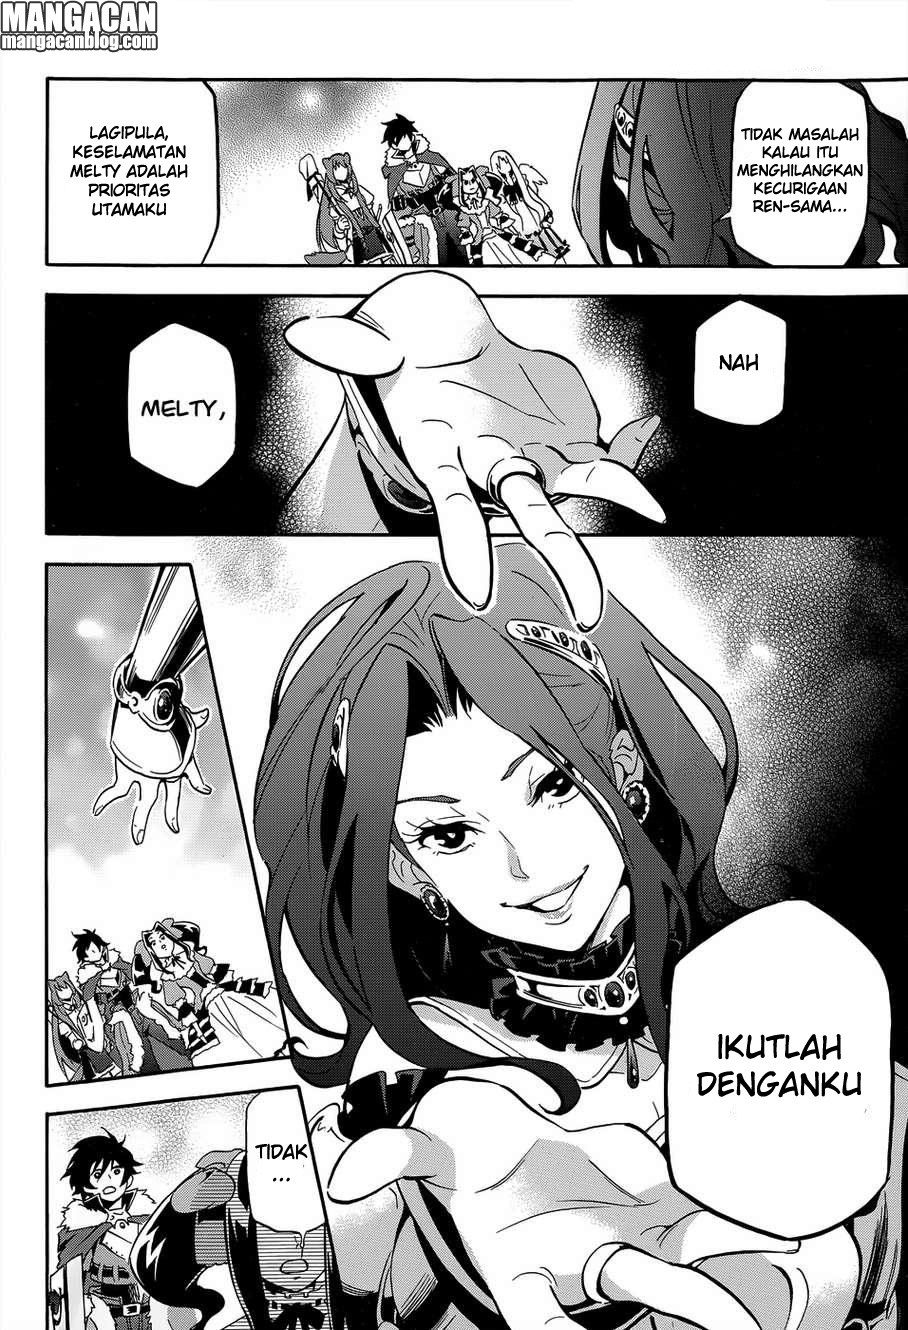 MANGACAN
mangacanblog.com
TIDAK MASALAH
KALAU ITU
MENGHILANGKAN
KECURIGAAN
REN-SAMA...
LAGIPULA,
KESELAMATAN
MELTY ADALAH
PRIORITAS
UTAMAKU
NAH
MELTY,
IKUTLAH
DENGANKU
TIDAK
...